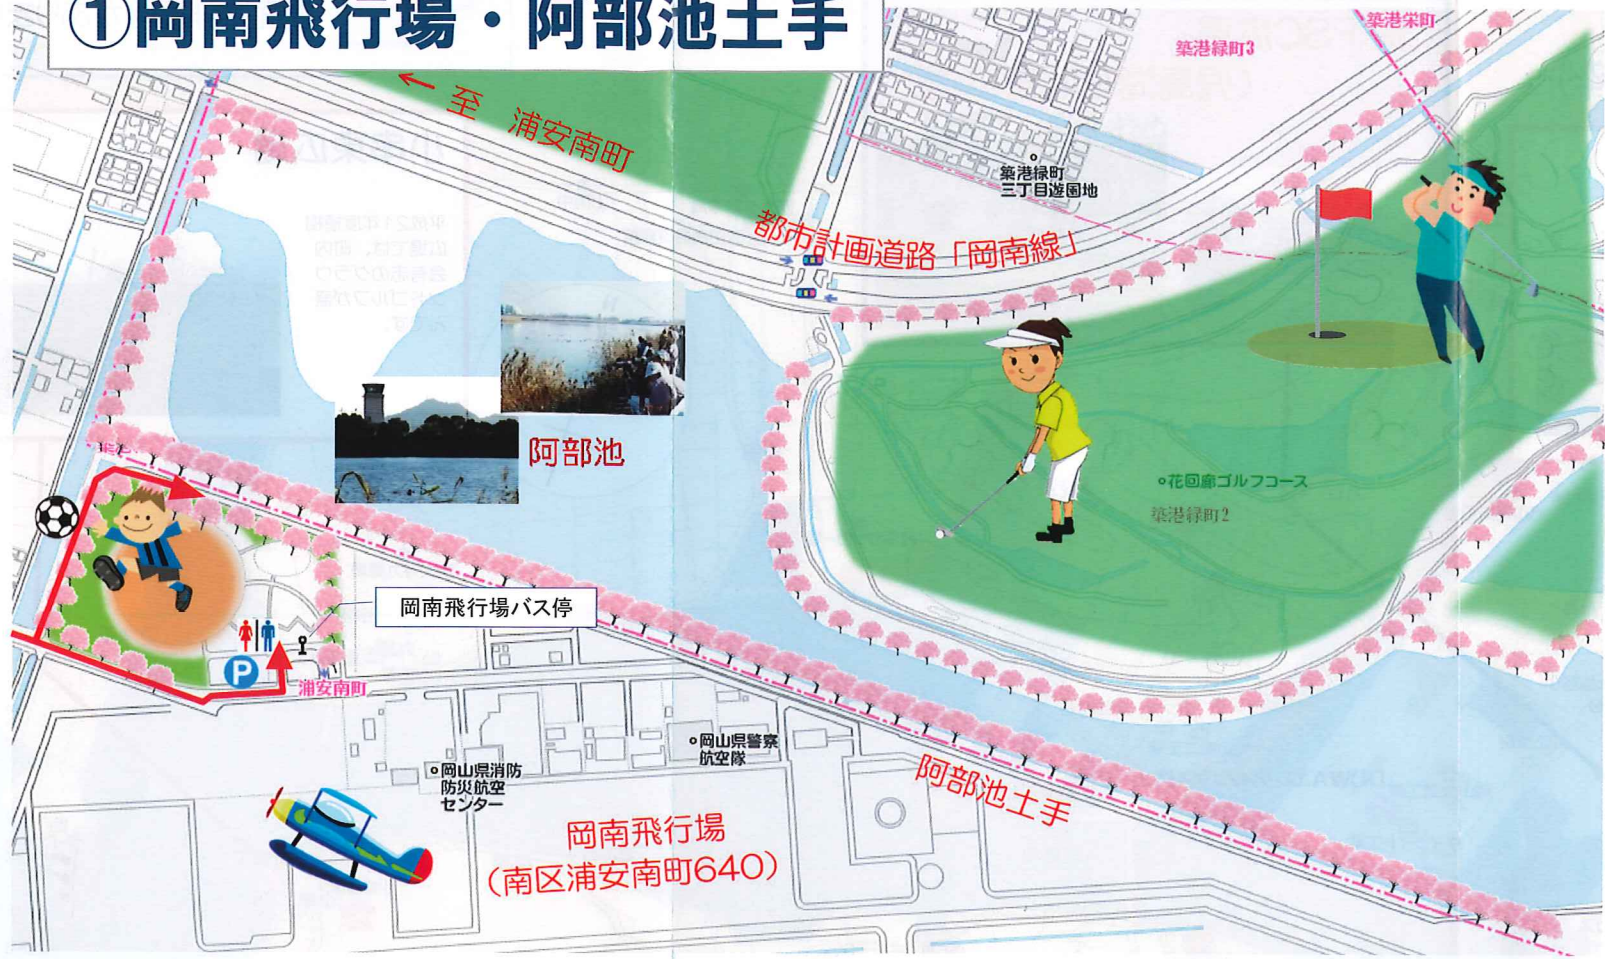 ①岡南飛行場・阿部池土手
築港栄町
築港緑町3
← 至 浦安南町
築港緑町
三丁目遊園地
都市計画道路「岡南線」
阿部池
花回廊ゴルフコース
築港緑町2
岡南飛行場バス停
P
浦安南町
岡山県警察
航空隊
岡山県消防
防災航空
センター
阿部池土手
岡南飛行場
(南区浦安南町640)